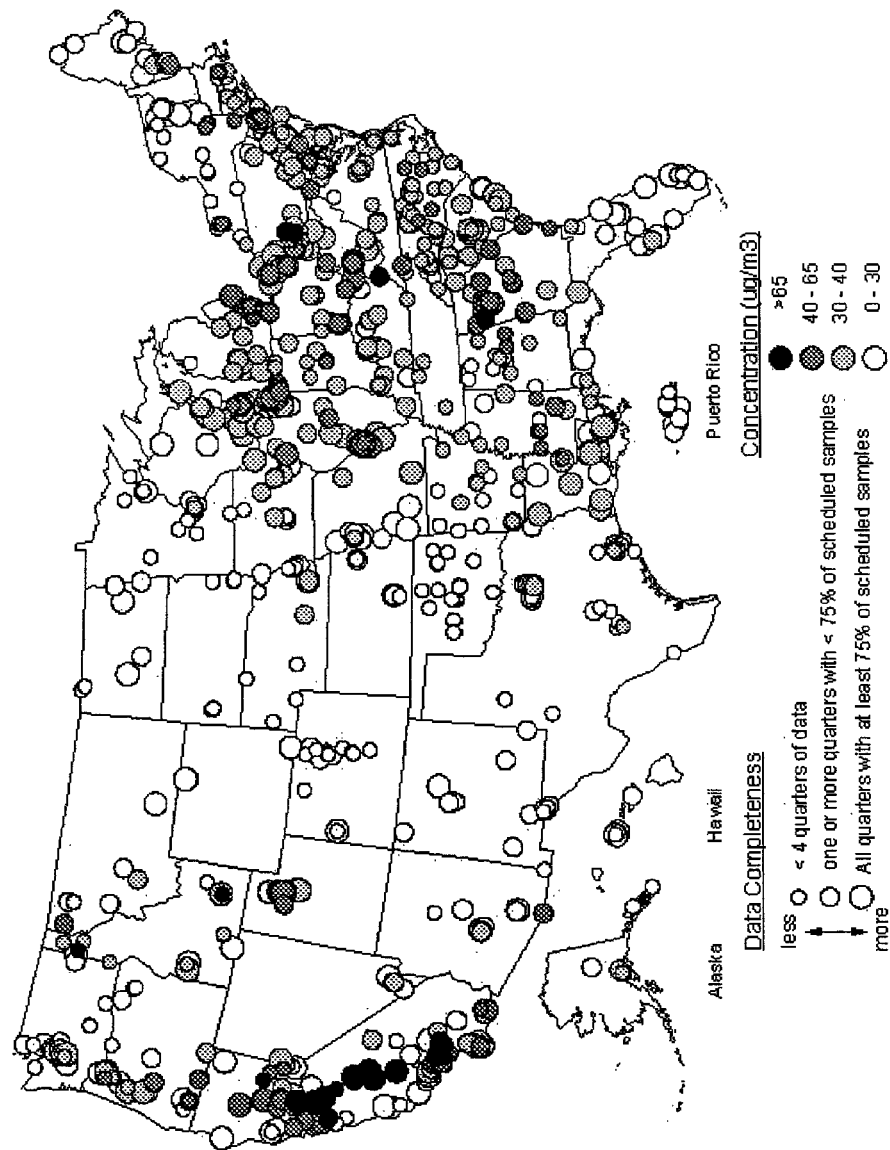 Alaska
Hawaii
Puerto Rico
Data Completeness
less
< 4 quarters of data
one or more quarters with < 75% of scheduled samples
All quarters with at least 75% of scheduled samples
more
Concentration (ug/m3)
>65
40 - 65
30 - 40
0 - 30